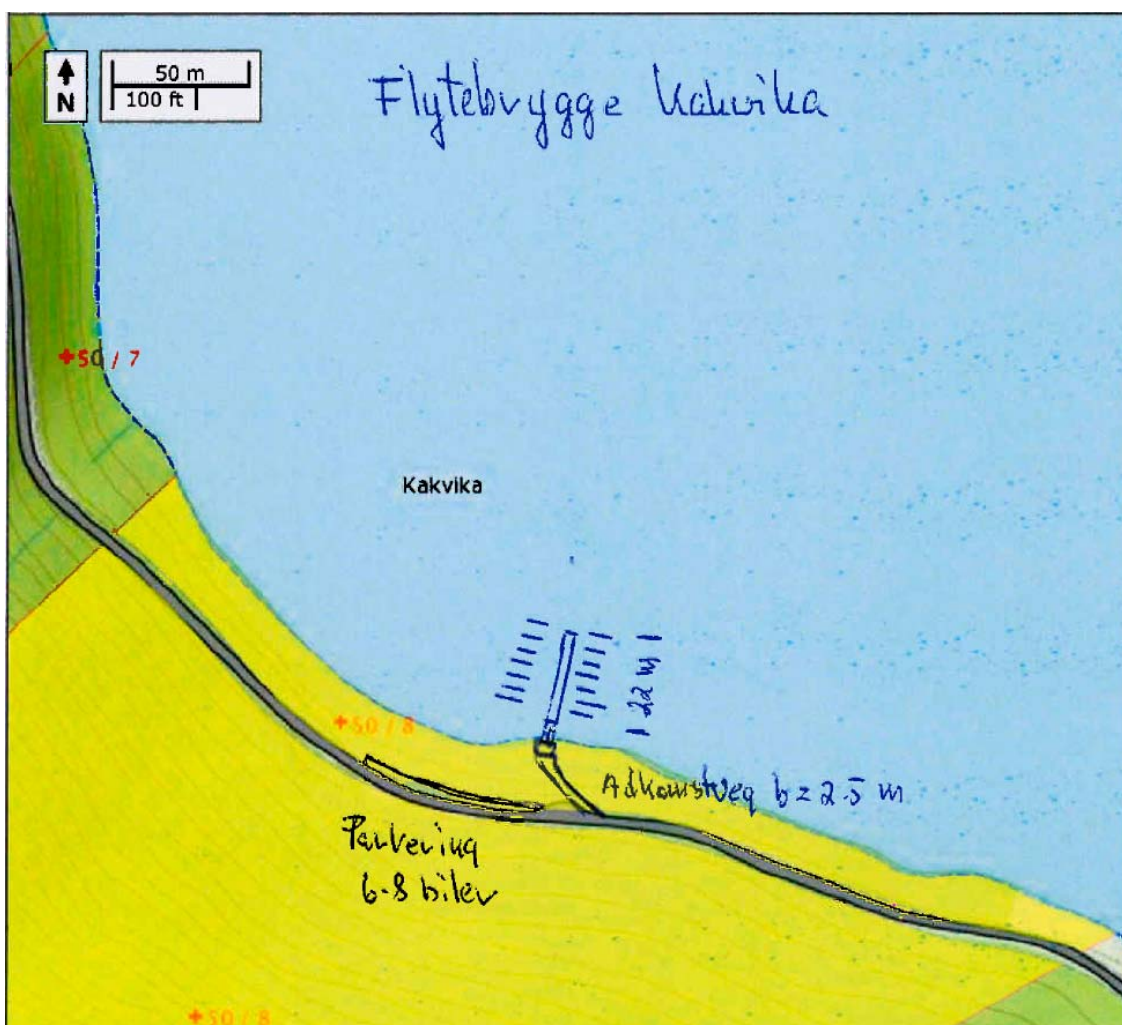 N
50 m
100 ft
Flytebrygge Kakvika
50 / 7
Kakvika
22 m
50 / 8
Adkomstveg b = 2.5 m
Parkering
6-8 biler
50 / 8